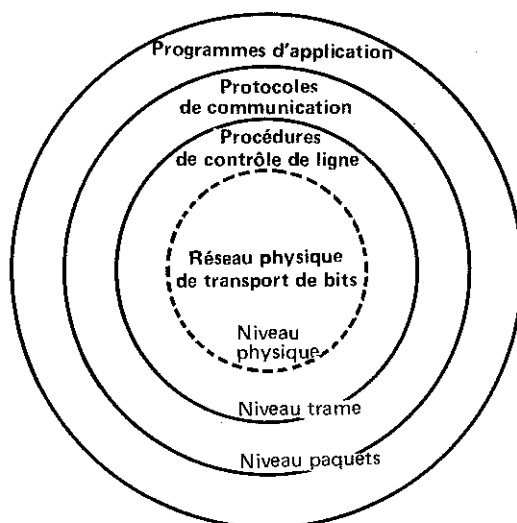 Programmes d'application
Protocoles
de communication
Procédures
de contrôle de ligne
Réseau physique
de transport de bits
Niveau
physique
Niveau trame
Niveau paquets